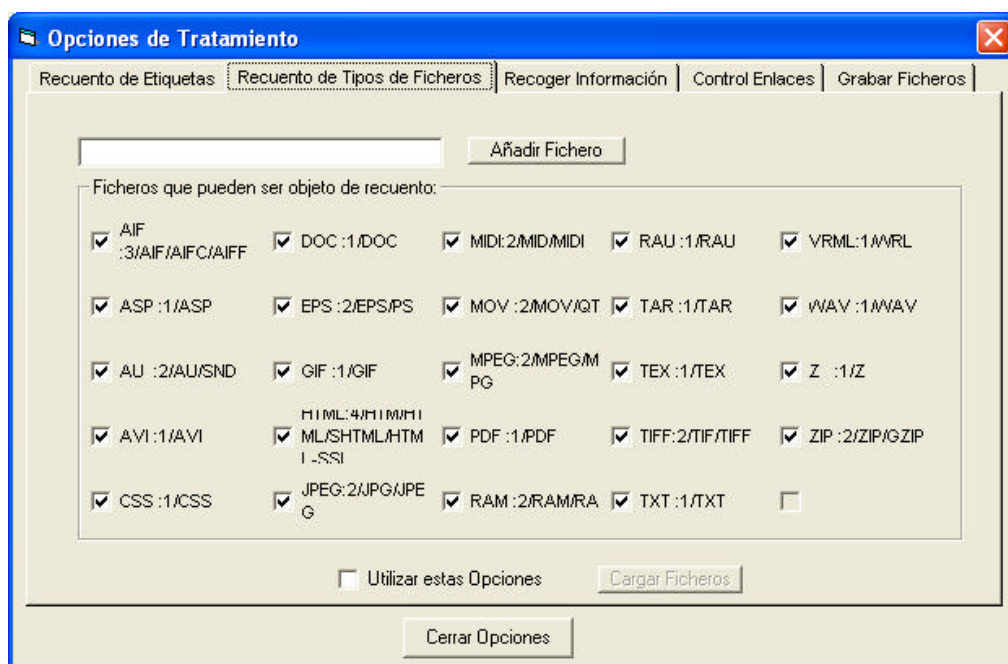 Opciones de Tratamiento
Recuento de Etiquetas
Recuento de Tipos de Ficheros
Recoger Información
Control Enlaces
Grabar Ficheros
Añadir Fichero
Ficheros que pueden ser objeto de recuento:
AIF
:3/AIF/AIFC/AIFF
DOC :1/DOC
MIDI:2/MID/MIDI
RAU :1/RAU
VRML:1/WRL
ASP :1/ASP
EPS :2/EPS/PS
MOV :2/MOV/QT
TAR :1/TAR
WAV :1/WAV
AU :2/AU/SND
GIF :1/GIF
MPEG:2/MPEG/M
PG
TEX :1/TEX
Z :1/Z
AVI :1/AVI
HTML:4/HTM/HT
ML/SHTML/HTM
L-SSI
PDF :1/PDF
TIFF:2/TIF/TIFF
ZIP :2/ZIP/GZIP
CSS :1/CSS
JPEG:2/JPG/JPE
G
RAM :2/RAM/RA
TXT :1/TXT
Utilizar estas Opciones
Cargar Ficheros
Cerrar Opciones